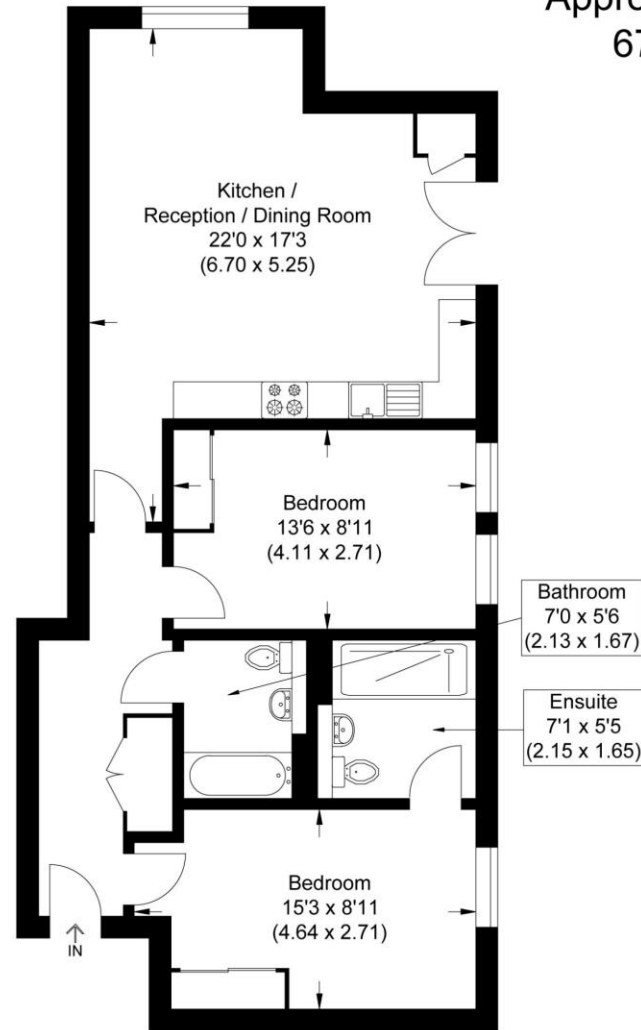 Appro
67
Kitchen /
Reception / Dining Room
22'0 x 17'3
(6.70 x 5.25)
Bedroom
13'6 x 8'11
(4.11 x 2.71)
Bathroom
7'0 x 5'6
(2.13 x 1.67)
Ensuite
7'1 x 5'5
(2.15 x 1.65)
Bedroom
15'3 x 8'11
(4.64 x 2.71)
IN